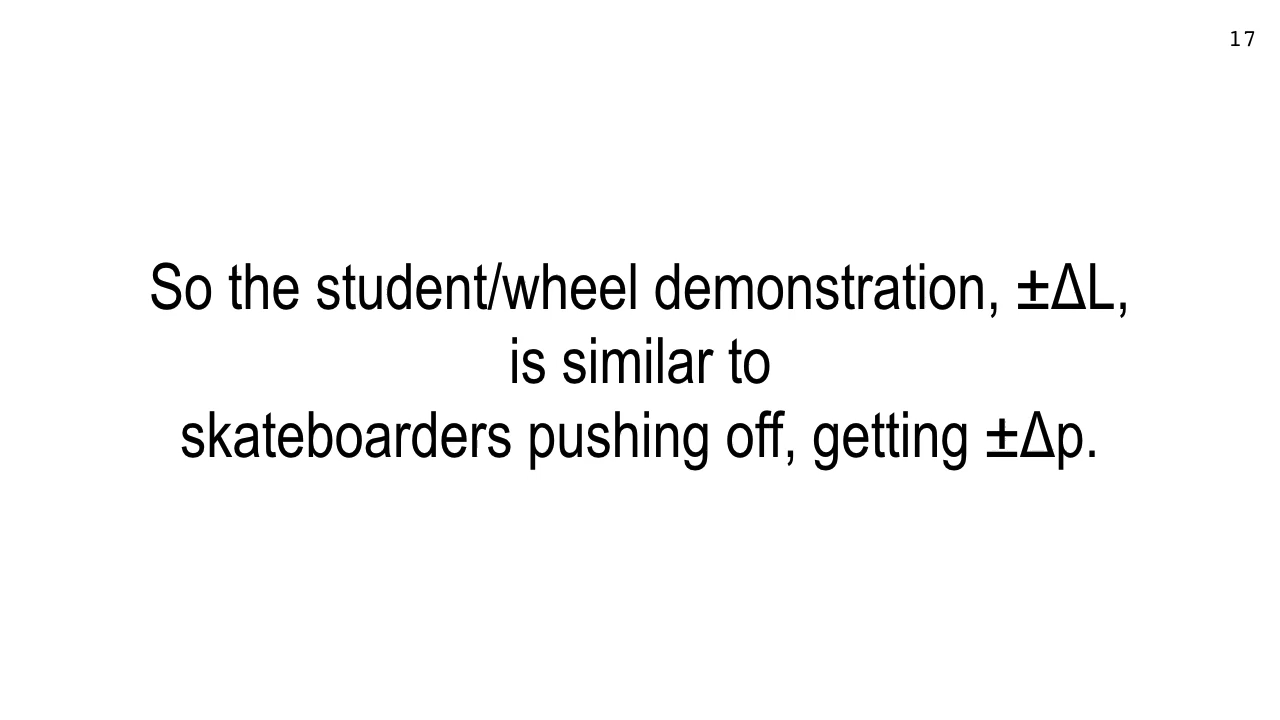 17
So the student/wheel demonstration, ±ΔL,
is similar to
skateboarders pushing off, getting ±Δp.